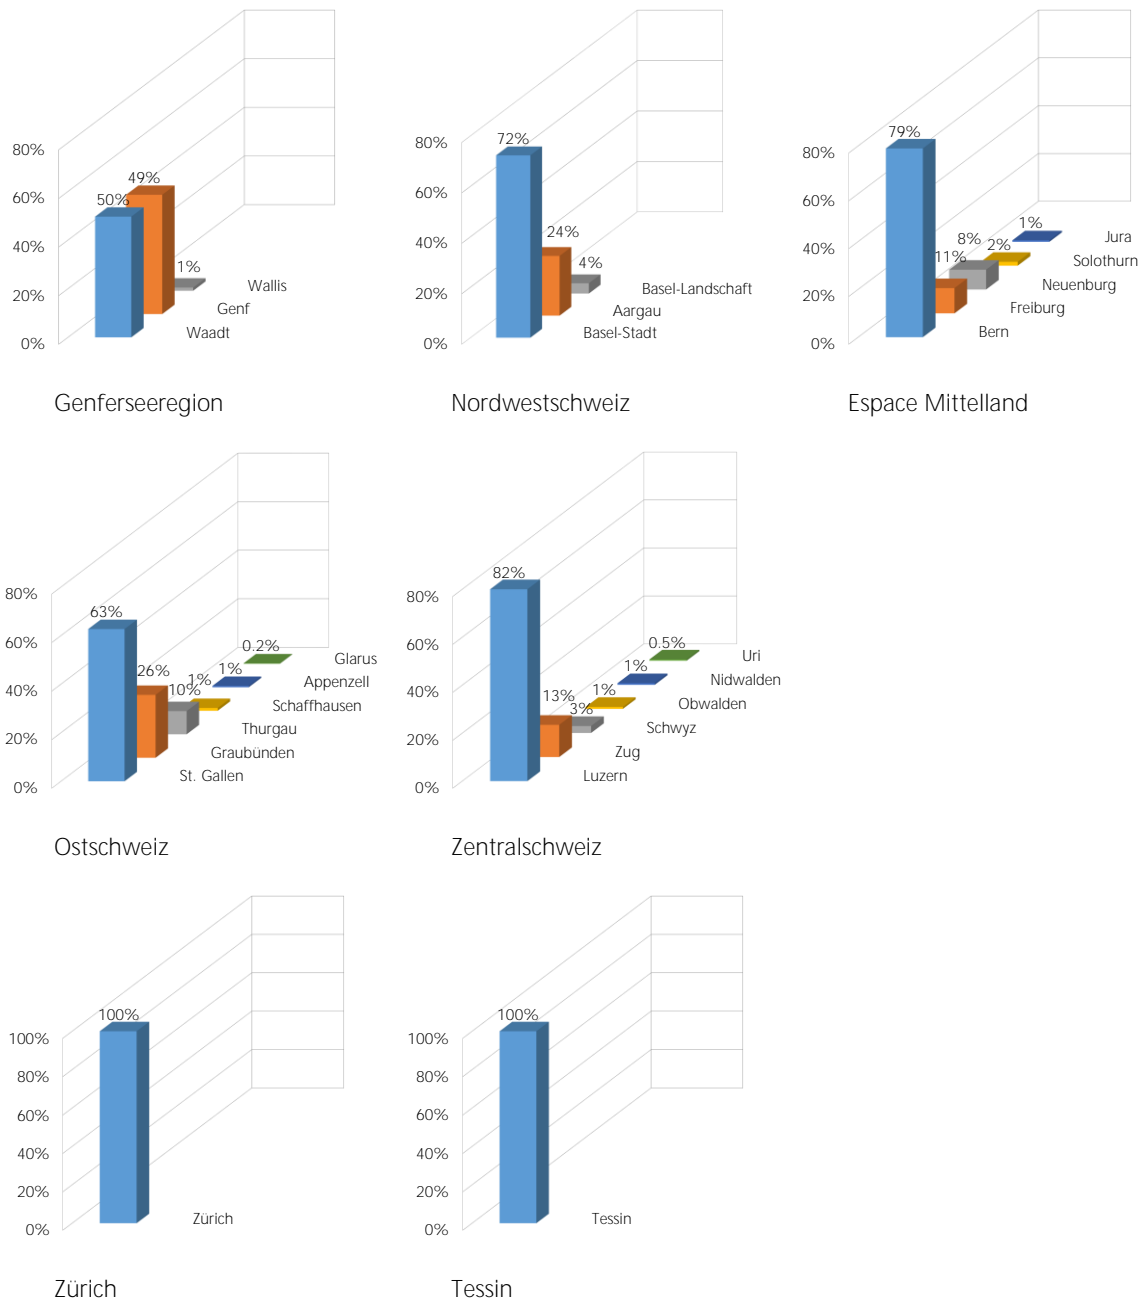 80%
60%
40%
20%
0%
50%
49%
1%
Wallis
Genf
Waadt
Genferseeregion
80%
60%
40%
20%
0%
72%
24%
4%
Basel-Landschaft
Aargau
Basel-Stadt
Nordwestschweiz
80%
60%
40%
20%
0%
79%
11%
8%
2%
1%
Jura
Solothurn
Neuenburg
Freiburg
Bern
Espace Mittelland
80%
60%
40%
20%
0%
63%
26%
10%
1%
1%
0.2%
Glarus
Appenzell
Schaffhausen
Thurgau
Graubünden
St. Gallen
Ostschweiz
80%
60%
40%
20%
0%
82%
13%
3%
1%
1%
0.5%
Uri
Nidwalden
Obwalden
Schwyz
Zug
Luzern
Zentralschweiz
100%
80%
60%
40%
20%
0%
100%
Zürich
Zürich
100%
80%
60%
40%
20%
0%
100%
Tessin
Tessin